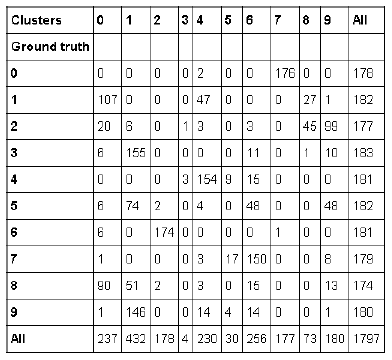 Clusters 0 1 2 3 4 5 6 7 8 9 All
Ground truth
0 0 0 0 0 2 0 0 176 0 0 178
1 107 0 0 0 47 0 0 0 27 1 182
2 20 6 0 1 3 0 3 0 45 99 177
3 6 155 0 0 0 0 11 0 1 10 183
4 0 0 0 3 154 9 15 0 0 0 181
5 6 74 2 0 4 0 48 0 0 48 182
6 6 0 174 0 0 0 0 1 0 0 181
7 1 0 0 0 3 17 150 0 0 8 179
8 90 51 2 0 3 0 15 0 0 13 174
9 1 146 0 0 14 4 14 0 0 1 180
All 237 432 178 4 230 30 256 177 73 180 1797